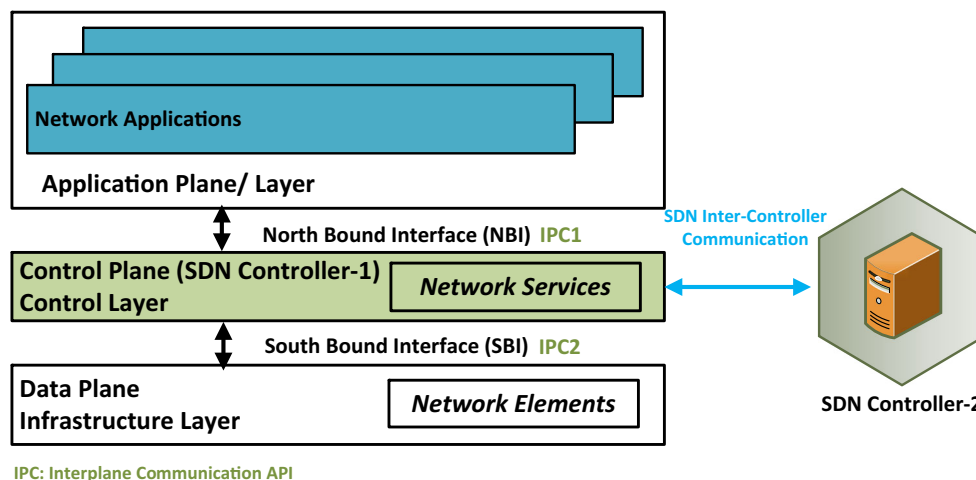 Network Applications
Application Plane/ Layer
North Bound Interface (NBI) IPC1
SDN Inter-Controller
Communication
Control Plane (SDN Controller-1)
Control Layer
Network Services
South Bound Interface (SBI) IPC2
Data Plane
Infrastructure Layer
Network Elements
SDN Controller-2
IPC: Interplane Communication API